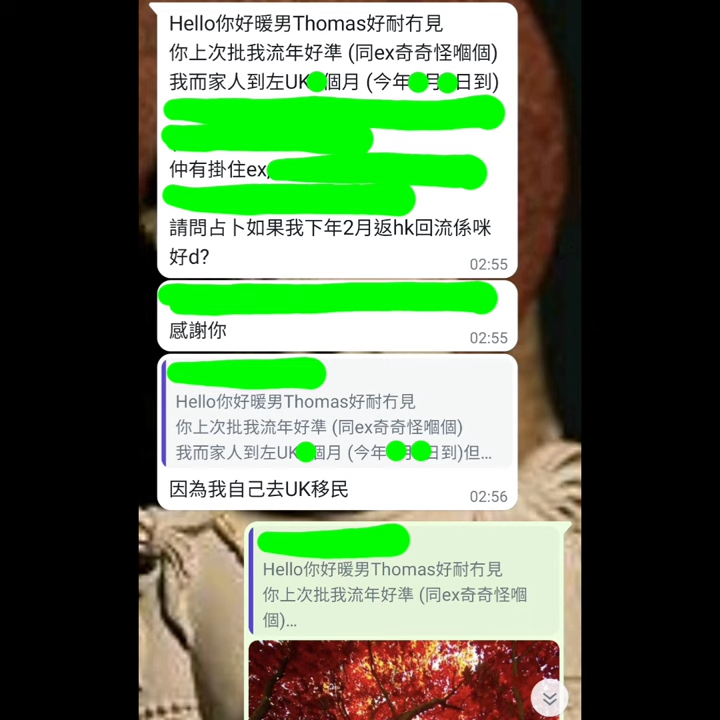 Hello你好暖男Thomas好耐冇見
你上次批我流年好準 (同ex奇奇怪嗰個)
我而家人到左UK個月 (今年月日到)
仲有掛住ex,
請問占卜如果我下年2月返hk回流係咪
好d?
02:55
感謝你
02:55
Hello你好暖男Thomas好耐冇見
你上次批我流年好準 (同ex奇奇怪嗰個)
我而家人到左UK個月 (今年月日到)但...
因為我自己去UK移民
02:56
Hello你好暖男Thomas好耐冇見
你上次批我流年好準 (同ex奇奇怪嗰
個)...